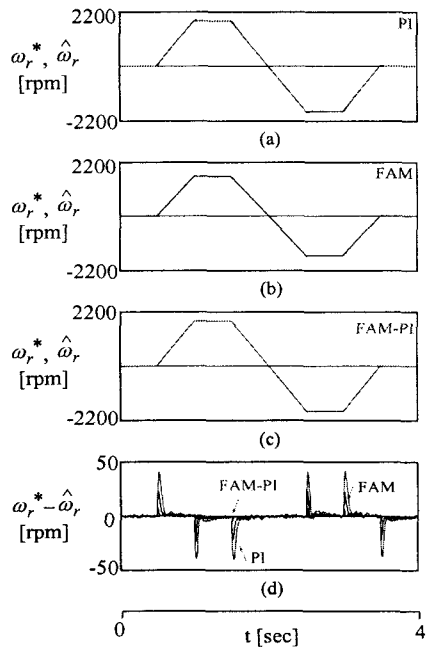 2200
PI
ω_r*, ω̂_r
[rpm]
-2200
(a)
2200
FAM
ω_r*, ω̂_r
[rpm]
-2200
(b)
2200
FAM-PI
ω_r*, ω̂_r
[rpm]
-2200
(c)
50
FAM-PI
FAM
ω_r*−ω̂_r
0
[rpm]
PI
-50
(d)
0
4
t [sec]